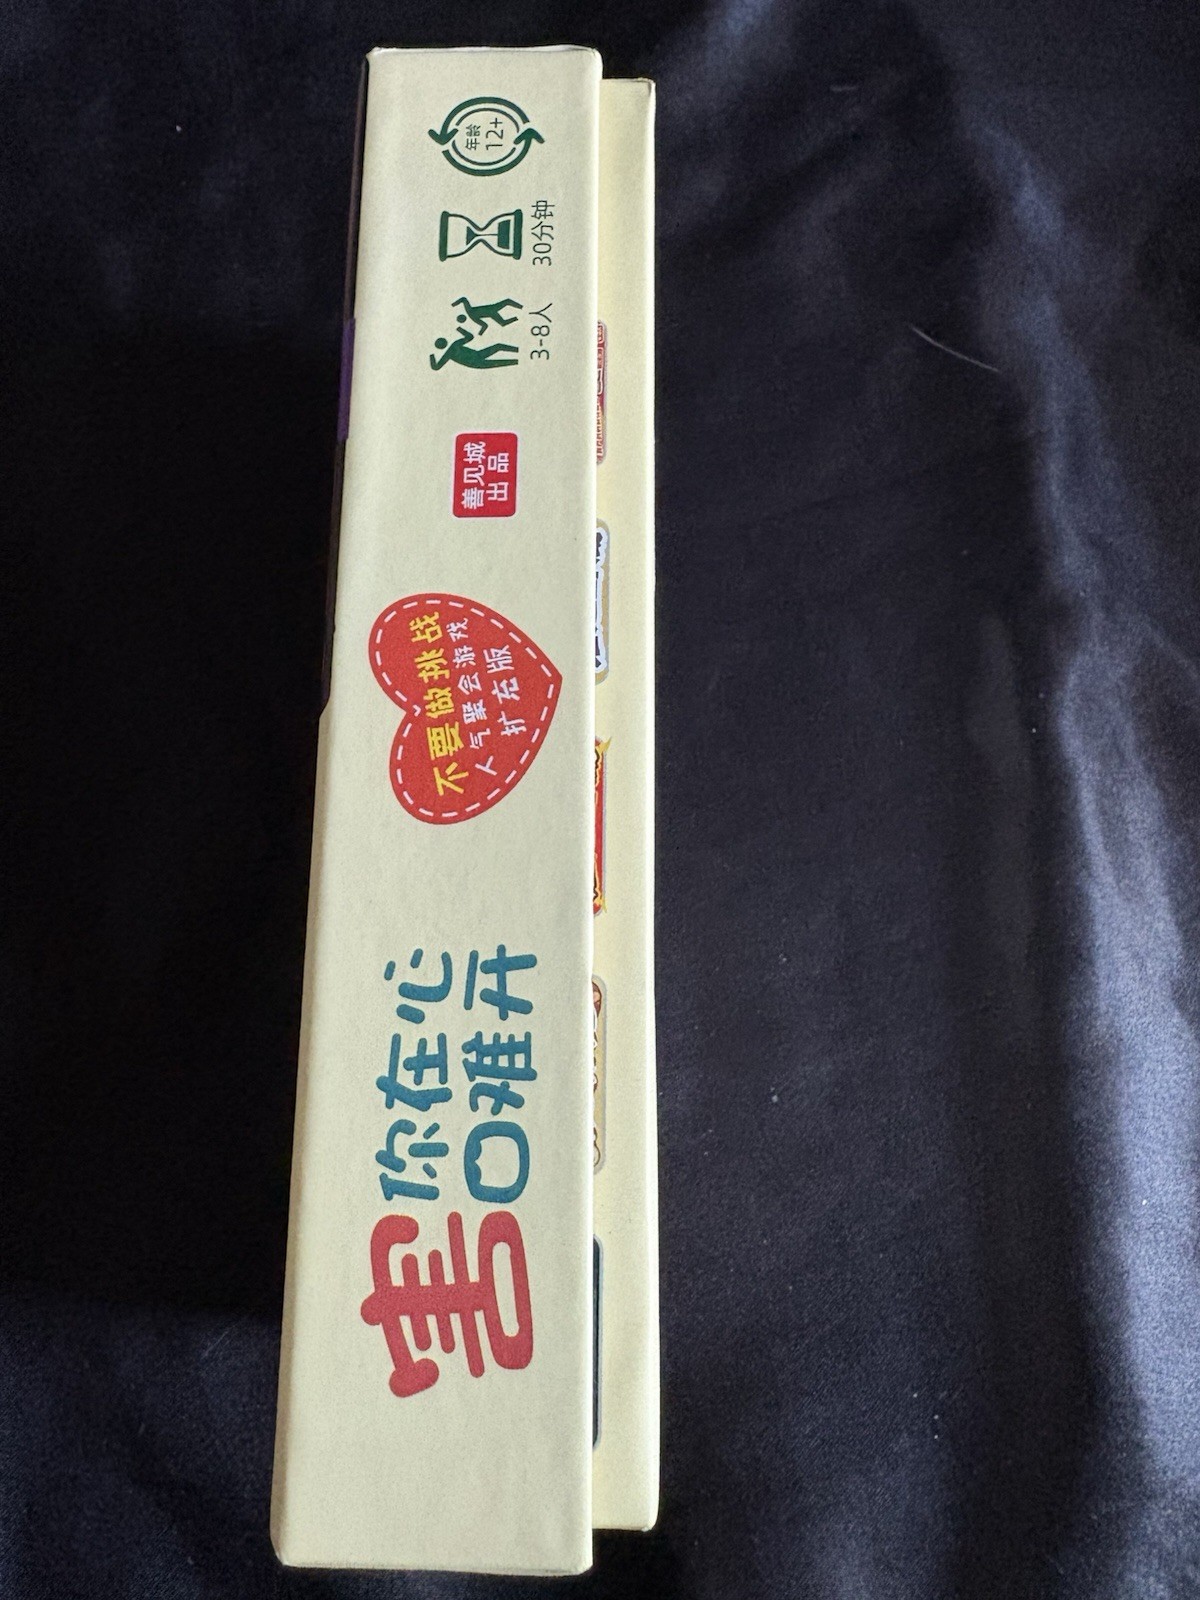 害
你在心
口难开
不要做挑战
人气聚会游戏
扩充版
善见城
出品
3-8人
30分钟
年龄
12+